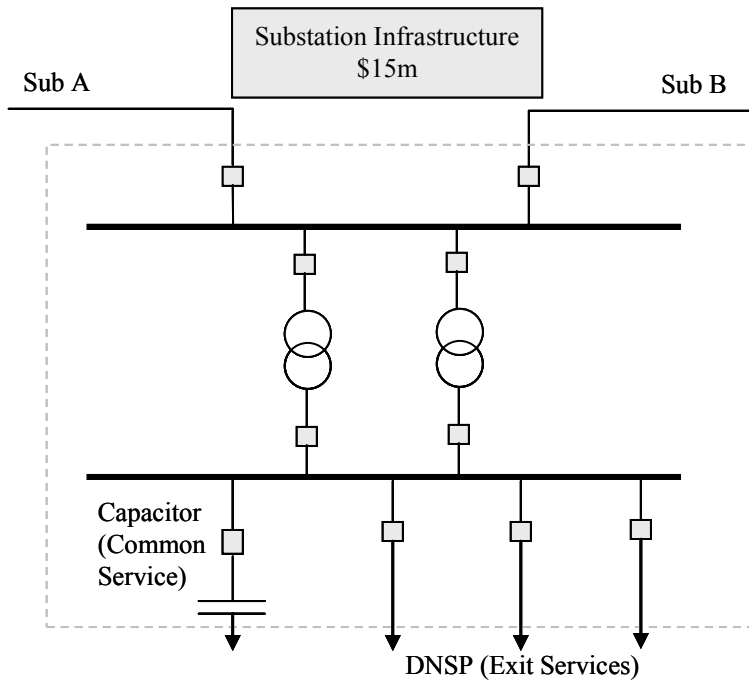 Substation Infrastructure
$15m
Sub A
Sub B
Capacitor
(Common
Service)
DNSP (Exit Services)